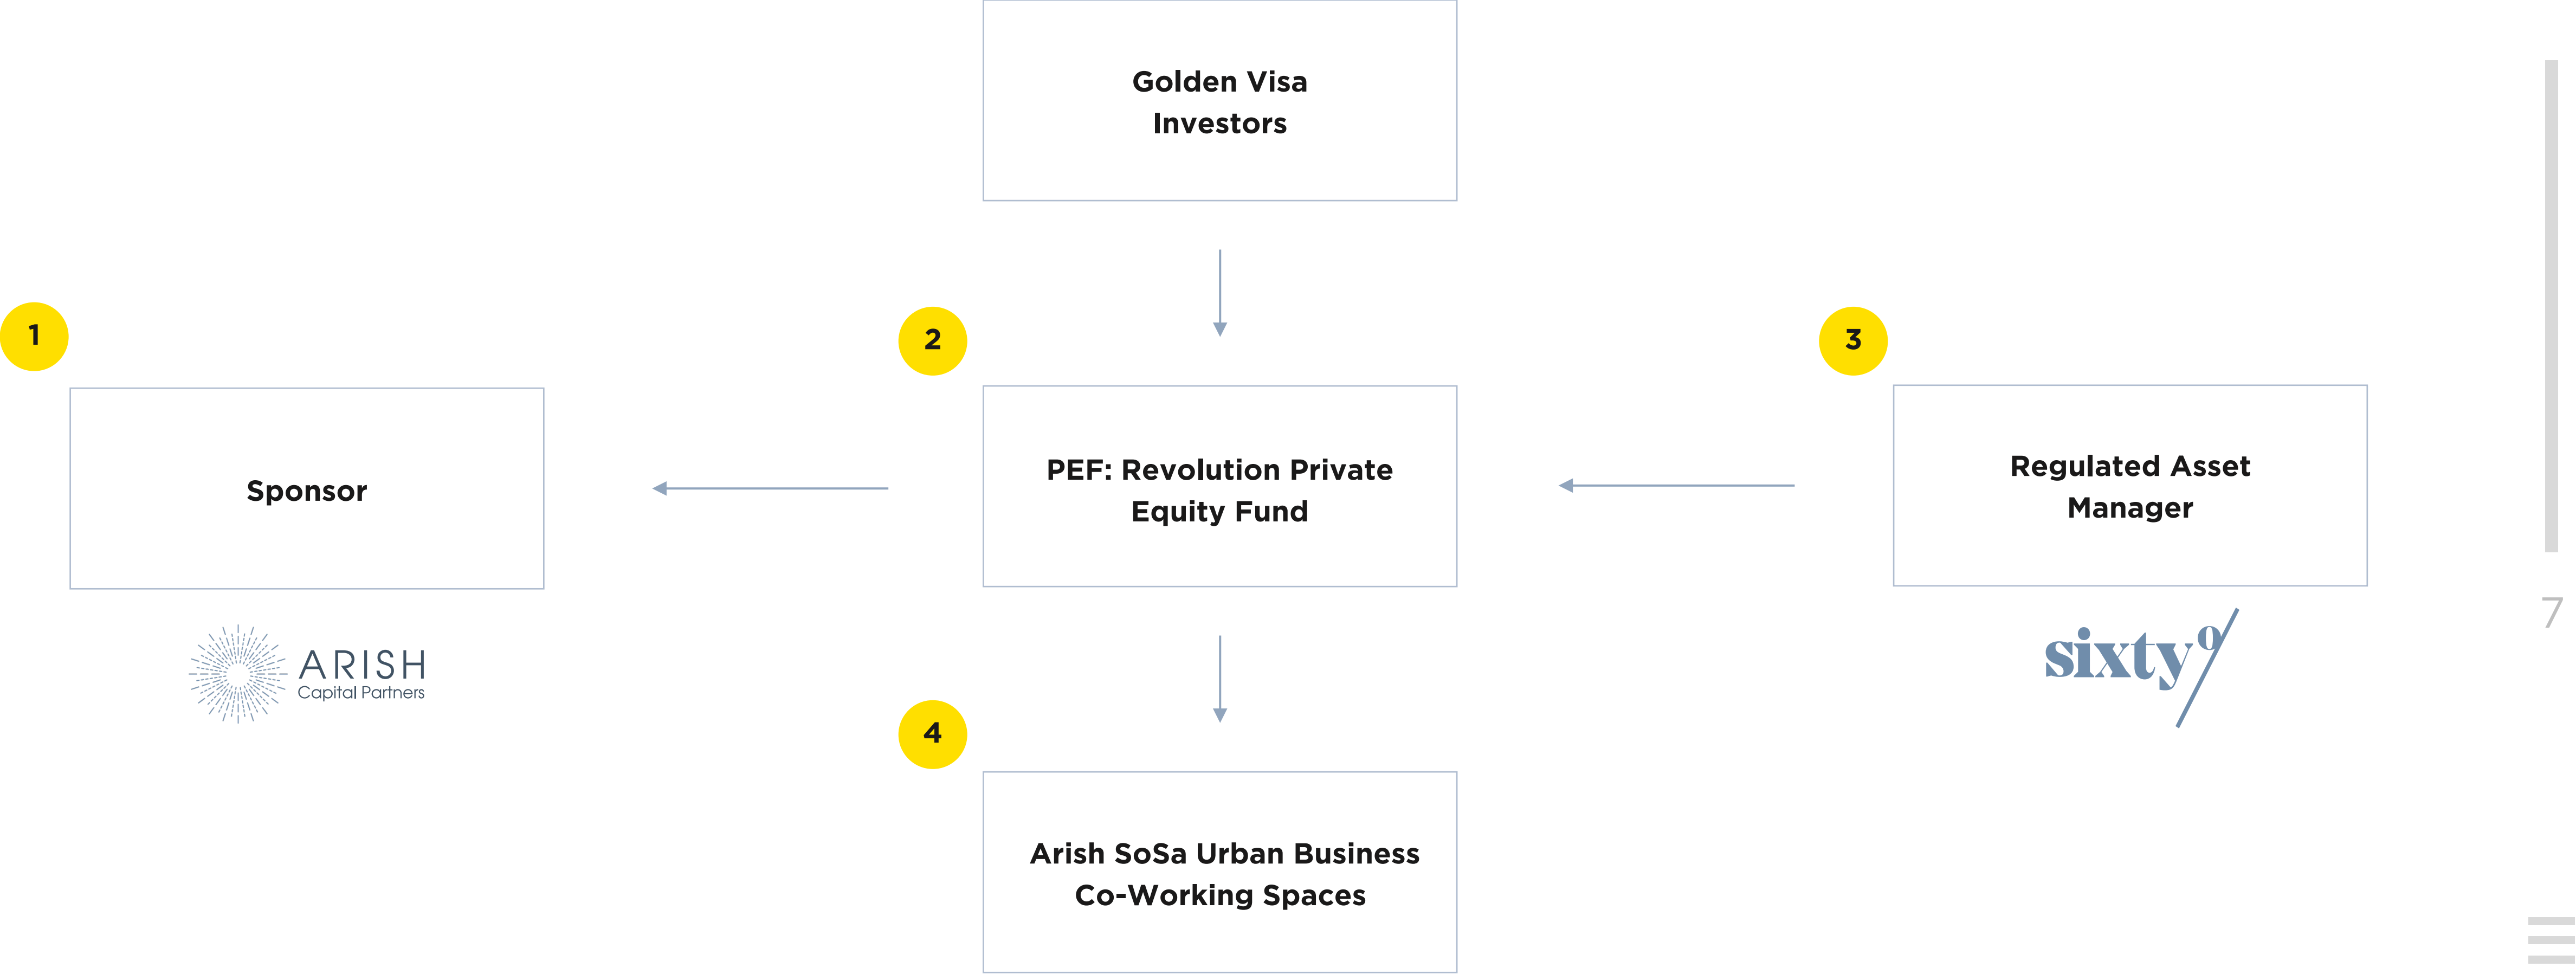 Golden Visa
Investors
1
2
3
Sponsor
PEF: Revolution Private
Equity Fund
Regulated Asset
Manager
ARISH
Capital Partners
sixty°
7
4
Arish SoSa Urban Business
Co-Working Spaces